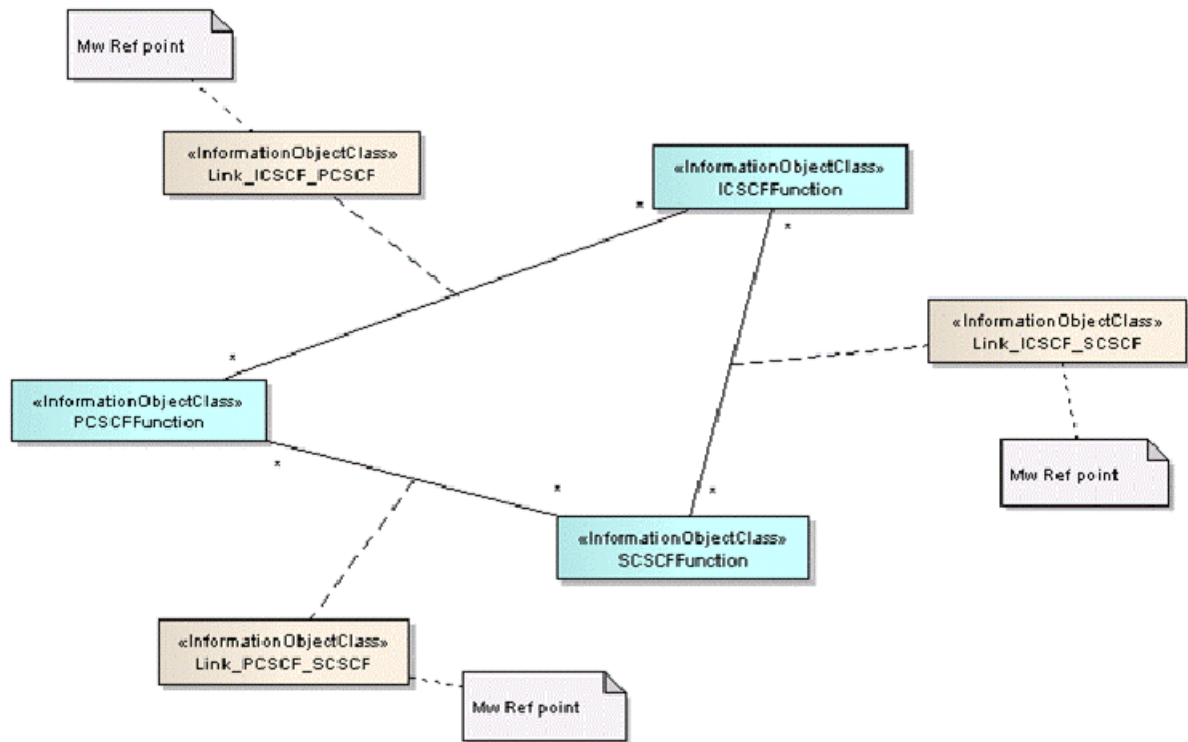 Mw Ref point
«InformationObjectClass»
Link_ICSCF_PCSCF
«InformationObjectClass»
ICSCFFunction
*
*
«InformationObjectClass»
Link_ICSCF_SCSCF
*
«InformationObjectClass»
PCSCFFunction
Mw Ref point
*
*
*
«InformationObjectClass»
SCSCFFunction
«InformationObjectClass»
Link_PCSCF_SCSCF
Mw Ref point